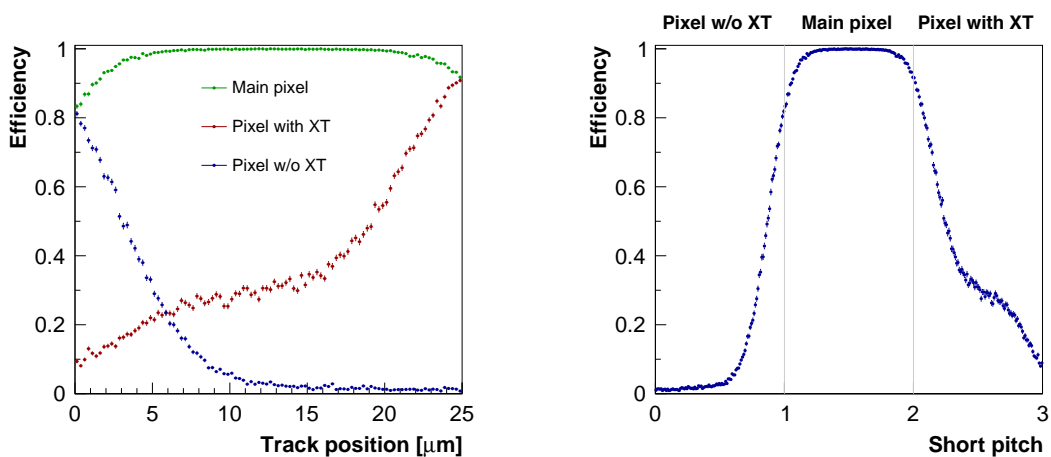 Pixel w/o XT Main pixel Pixel with XT
Efficiency
1
0.8
0.6
0.4
0.2
0
Main pixel
Pixel with XT
Pixel w/o XT
0 5 10 15 20 25
Track position [μm]
Efficiency
1
0.8
0.6
0.4
0.2
0
0 1 2 3
Short pitch